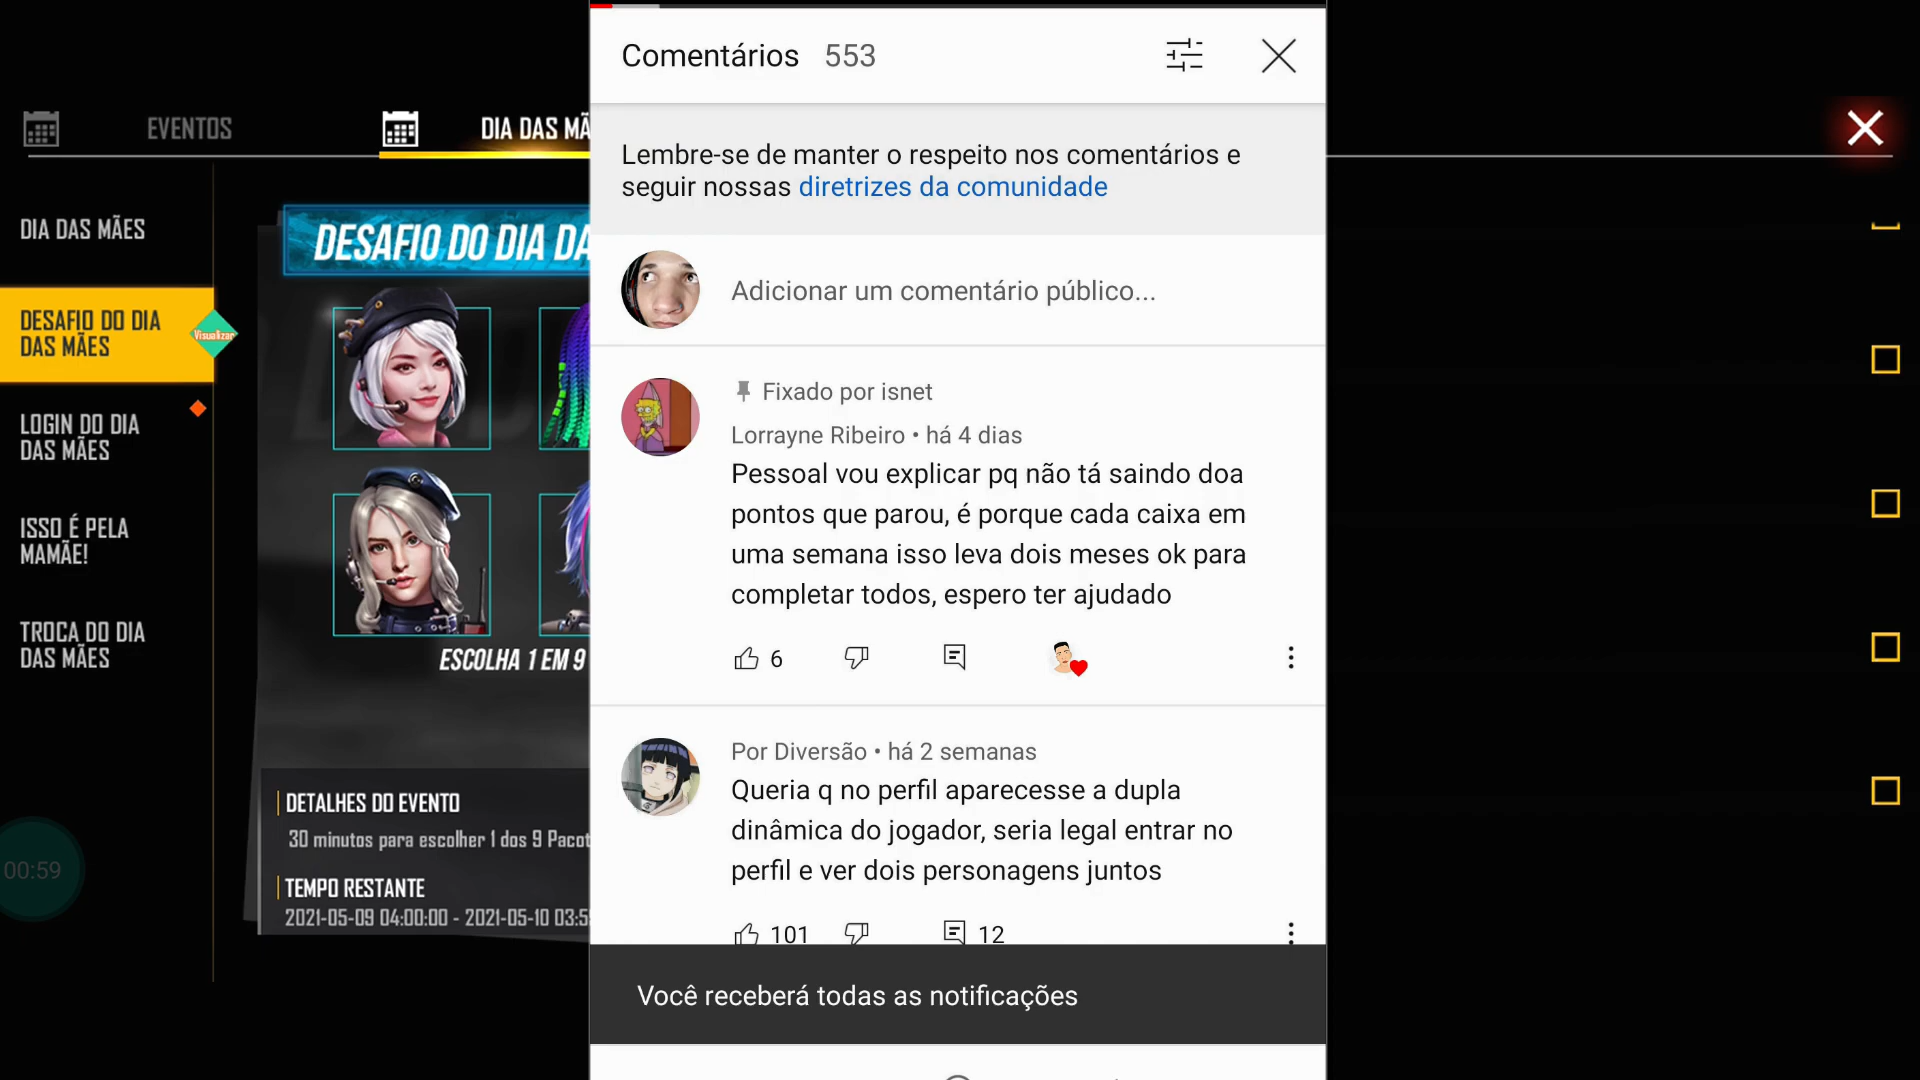 Comentários 553
EVENTOS
DIA DAS MÃ
Lembre-se de manter o respeito nos comentários e
seguir nossas diretrizes da comunidade
DIA DAS MÃES
DESAFIO DO DIA DA
Adicionar um comentário público...
DESAFIO DO DIA
DAS MÃES
Visualizar
LOGIN DO DIA
DAS MÃES
ISSO É PELA
MAMÃE!
TROCA DO DIA
DAS MÃES
ESCOLHA 1 EM 9
Fixado por isnet
Lorrayne Ribeiro • há 4 dias
Pessoal vou explicar pq não tá saindo doa
pontos que parou, é porque cada caixa em
uma semana isso leva dois meses ok para
completar todos, espero ter ajudado
6
Por Diversão • há 2 semanas
Queria q no perfil aparecesse a dupla
dinâmica do jogador, seria legal entrar no
perfil e ver dois personagens juntos
101 12
DETALHES DO EVENTO
30 minutos para escolher 1 dos 9 Pacot
TEMPO RESTANTE
2021-05-09 04:00:00 - 2021-05-10 03:5
00:59
Você receberá todas as notificações